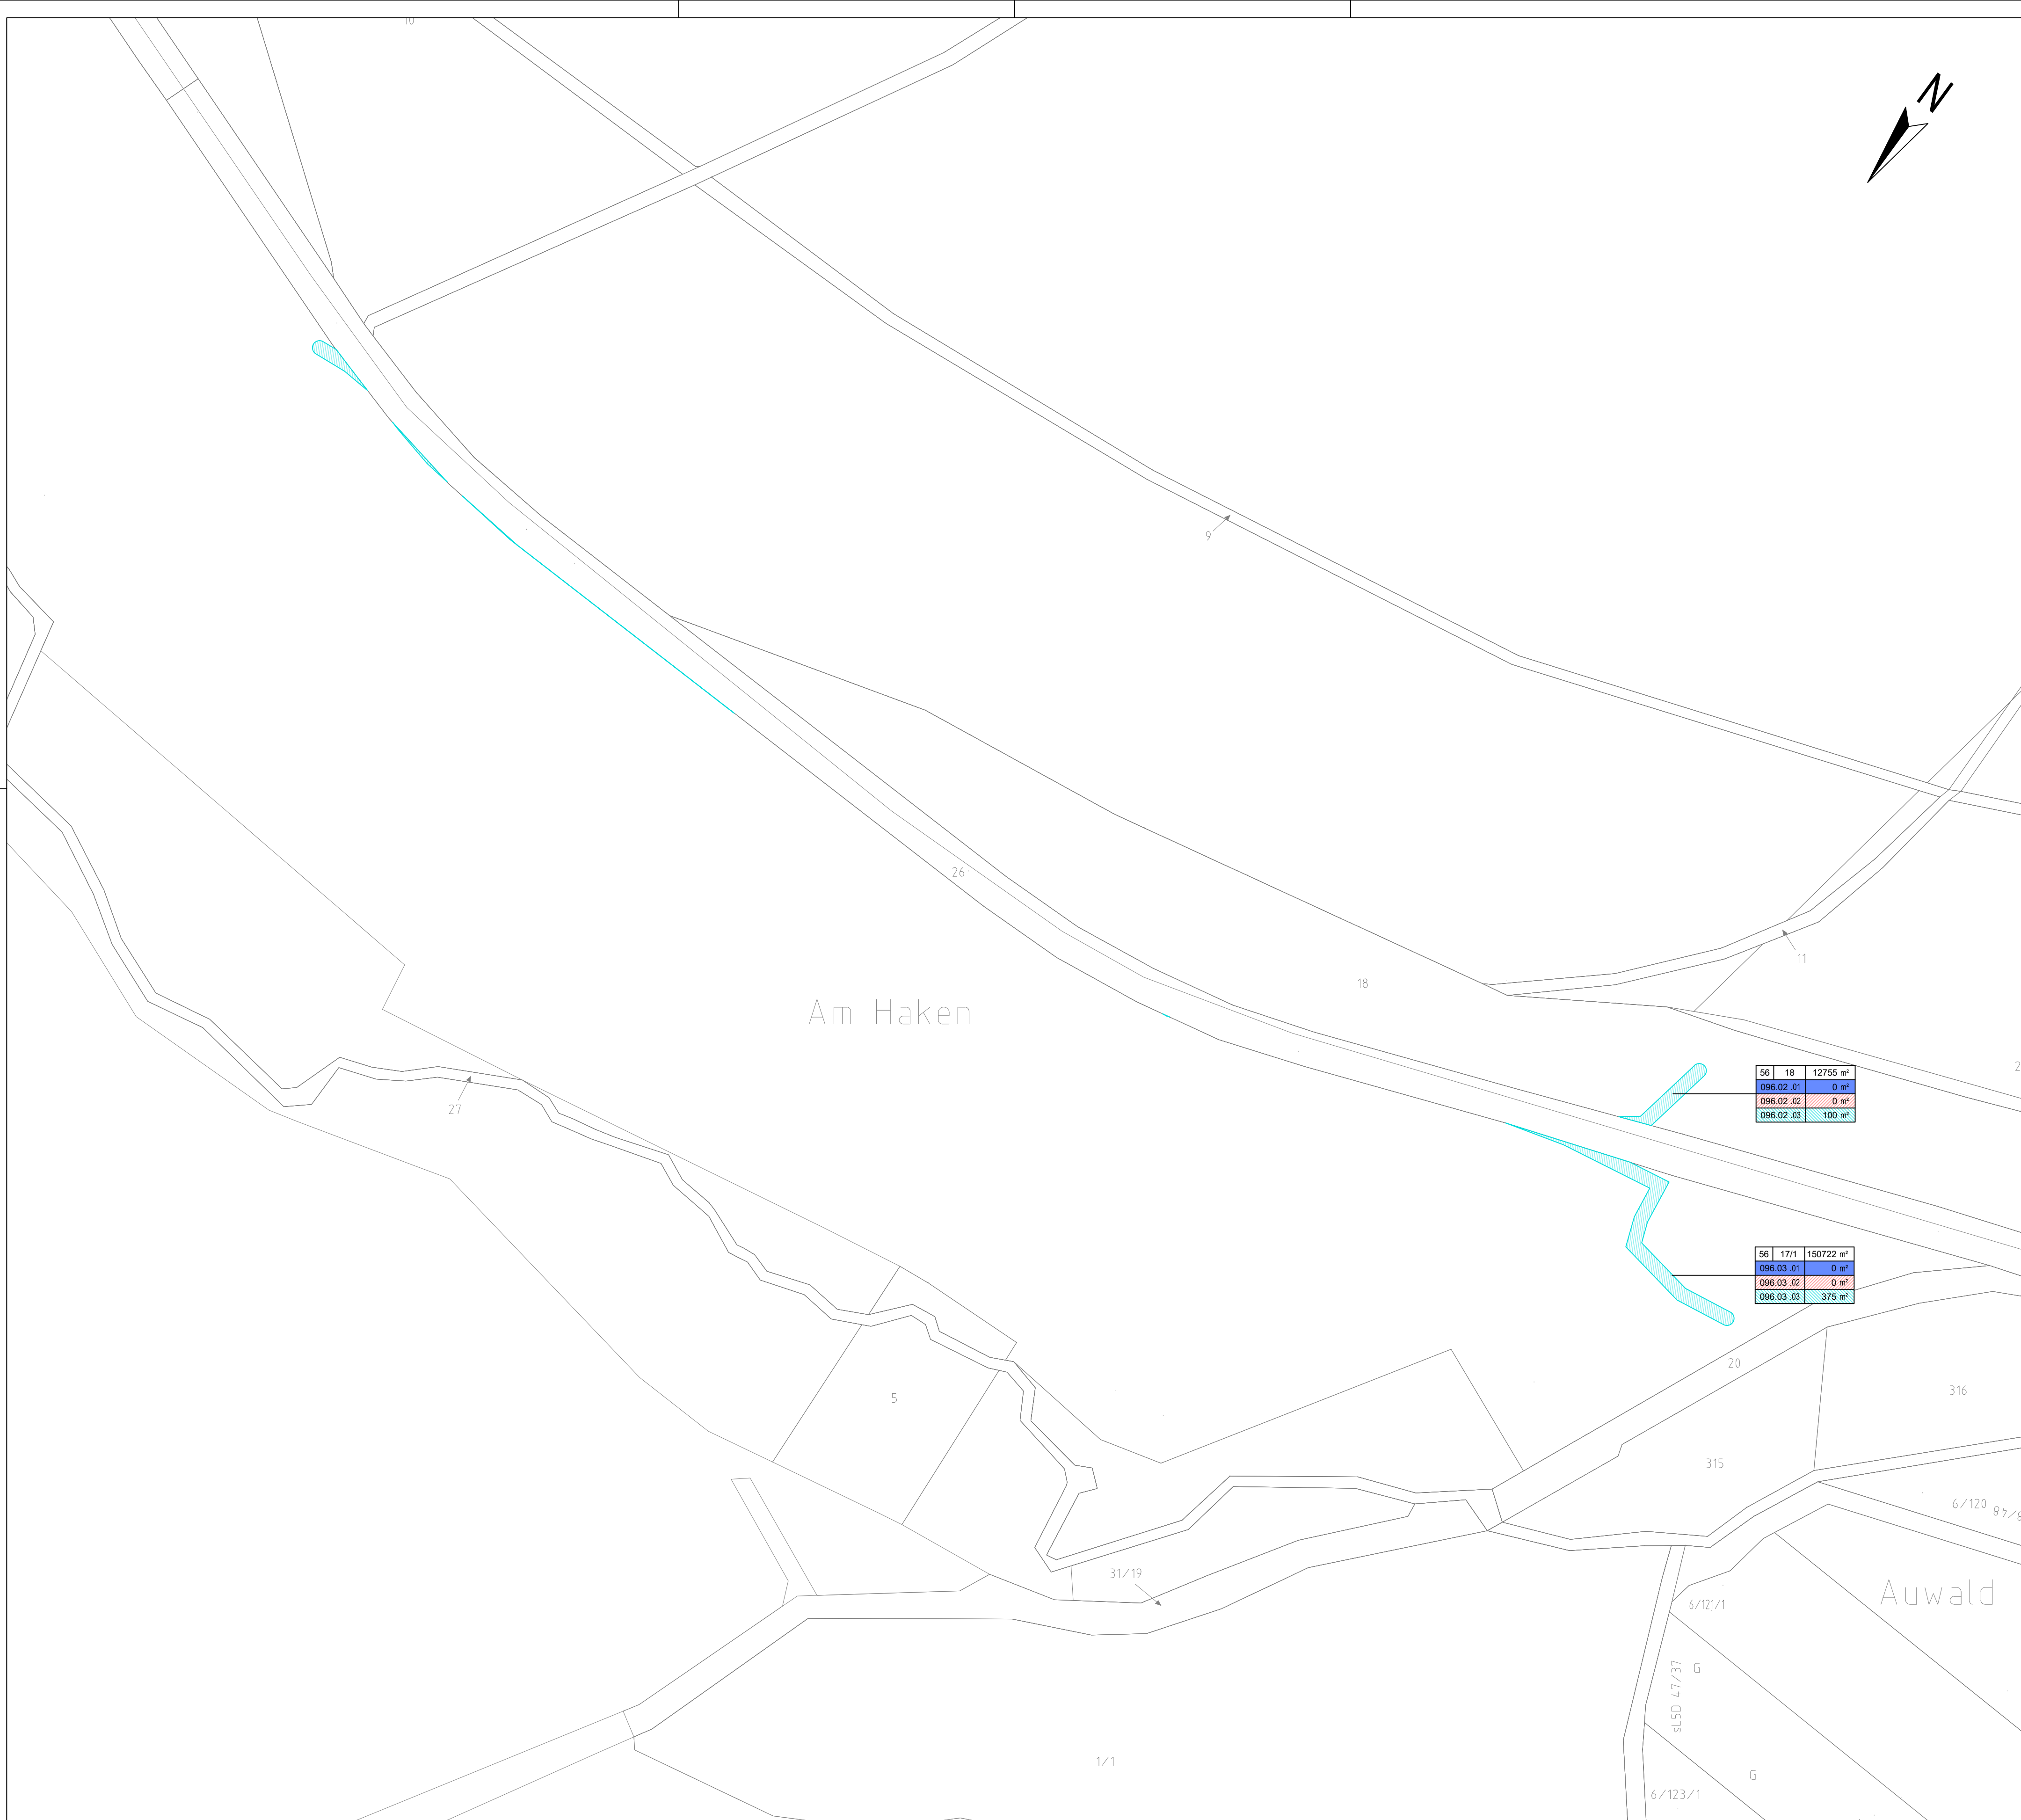 10
N
9
26
11
18
Am Haken
56 18 12755 m²
096.02 .01 0 m²
096.02 .02 0 m²
096.02 .03 100 m²
27
56 17/1 150722 m²
096.03 .01 0 m²
096.03 .02 0 m²
096.03 .03 375 m²
20
316
5
315
6/120
31/19
Auwald
6/121/1
sL5D 47/37
G
1/1
G
6/123/1